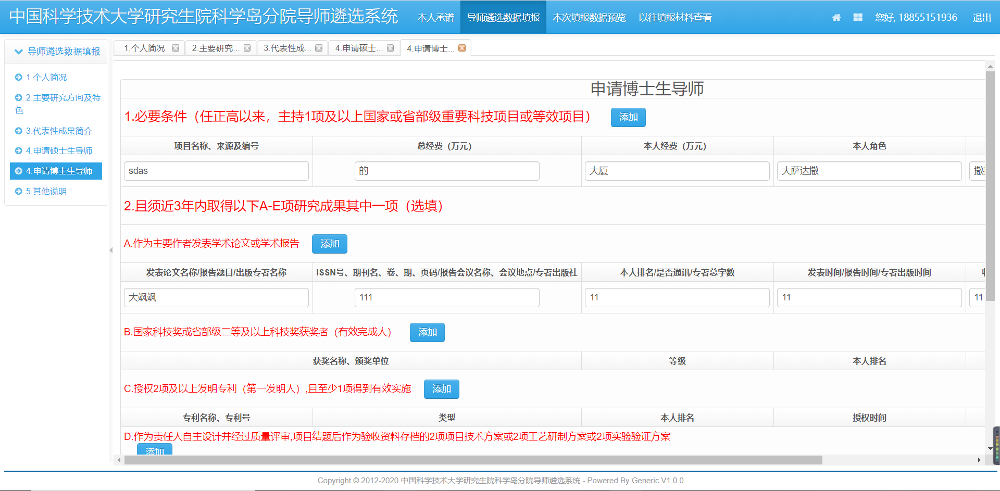 中国科学技术大学研究生院科学岛分院导师遴选系统 本人承诺 导师遴选数据填报 本次填报数据预览 以往填报材料查看 您好, 18855151936 退出
导师遴选数据填报
1.个人简况
2.主要研究方向及特
色
3.代表性成果简介
4.申请硕士生导师
4.申请博士生导师
5.其他说明
1.个人简况 2.主要研究... 3.代表性成... 4.申请硕士... 4.申请博士...
申请博士生导师
1.必要条件（任正高以来，主持1项及以上国家或省部级重要科技项目或等效项目） 添加
项目名称、来源及编号 总经费（万元） 本人经费（万元） 本人角色
sdas 的 大厦 大萨达撒
2.且须近3年内取得以下A-E项研究成果其中一项（选填）
A.作为主要作者发表学术论文或学术报告 添加
发表论文名称/报告题目/出版专著名称 ISSN号、期刊名、卷、期、页码/报告会议名称、会议地点/专著出版社 本人排名/是否通讯/专著总字数 发表时间/报告时间/专著出版时间
大飒飒 111 11 11 11
B.国家科技奖或省部级二等及以上科技奖获奖者（有效完成人） 添加
获奖名称、颁奖单位 等级 本人排名
C.授权2项及以上发明专利（第一发明人）,且至少1项得到有效实施 添加
专利名称、专利号 类型 本人排名 授权时间
D.作为责任人自主设计并经过质量评审,项目结题后作为验收资料存档的2项项目技术方案或2项工艺研制方案或2项实验验证方案
添加
Copyright © 2012-2020 中国科学技术大学研究生院科学岛分院导师遴选系统 - Powered By Generic V1.0.0